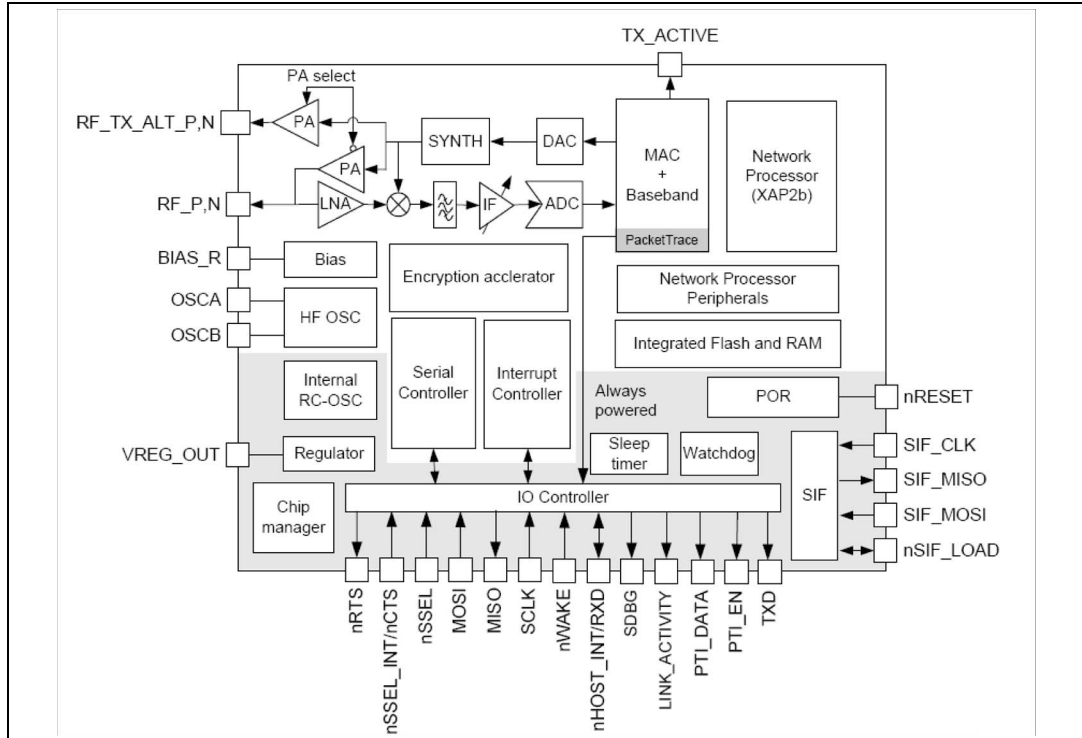 TX_ACTIVE
PA select
RF_TX_ALT_P,N
PA
SYNTH
DAC
MAC
+
Baseband
Network
Processor
(XAP2b)
PA
RF_P,N
LNA
IF
ADC
PacketTrace
BIAS_R
Bias
Encryption acclerator
Network Processor
Peripherals
OSCA
HF OSC
OSCB
Integrated Flash and RAM
Serial
Controller
Interrupt
Controller
Internal
RC-OSC
Always
powered
POR
nRESET
VREG_OUT
Regulator
Sleep
timer
Watchdog
SIF
SIF_CLK
SIF_MISO
SIF_MOSI
nSIF_LOAD
Chip
manager
IO Controller
nRTS
nSSEL_INT/nCTS
nSSEL
MOSI
MISO
SCLK
nWAKE
nHOST_INT/RXD
SDBG
LINK_ACTIVITY
PTI_DATA
PTI_EN
TXD